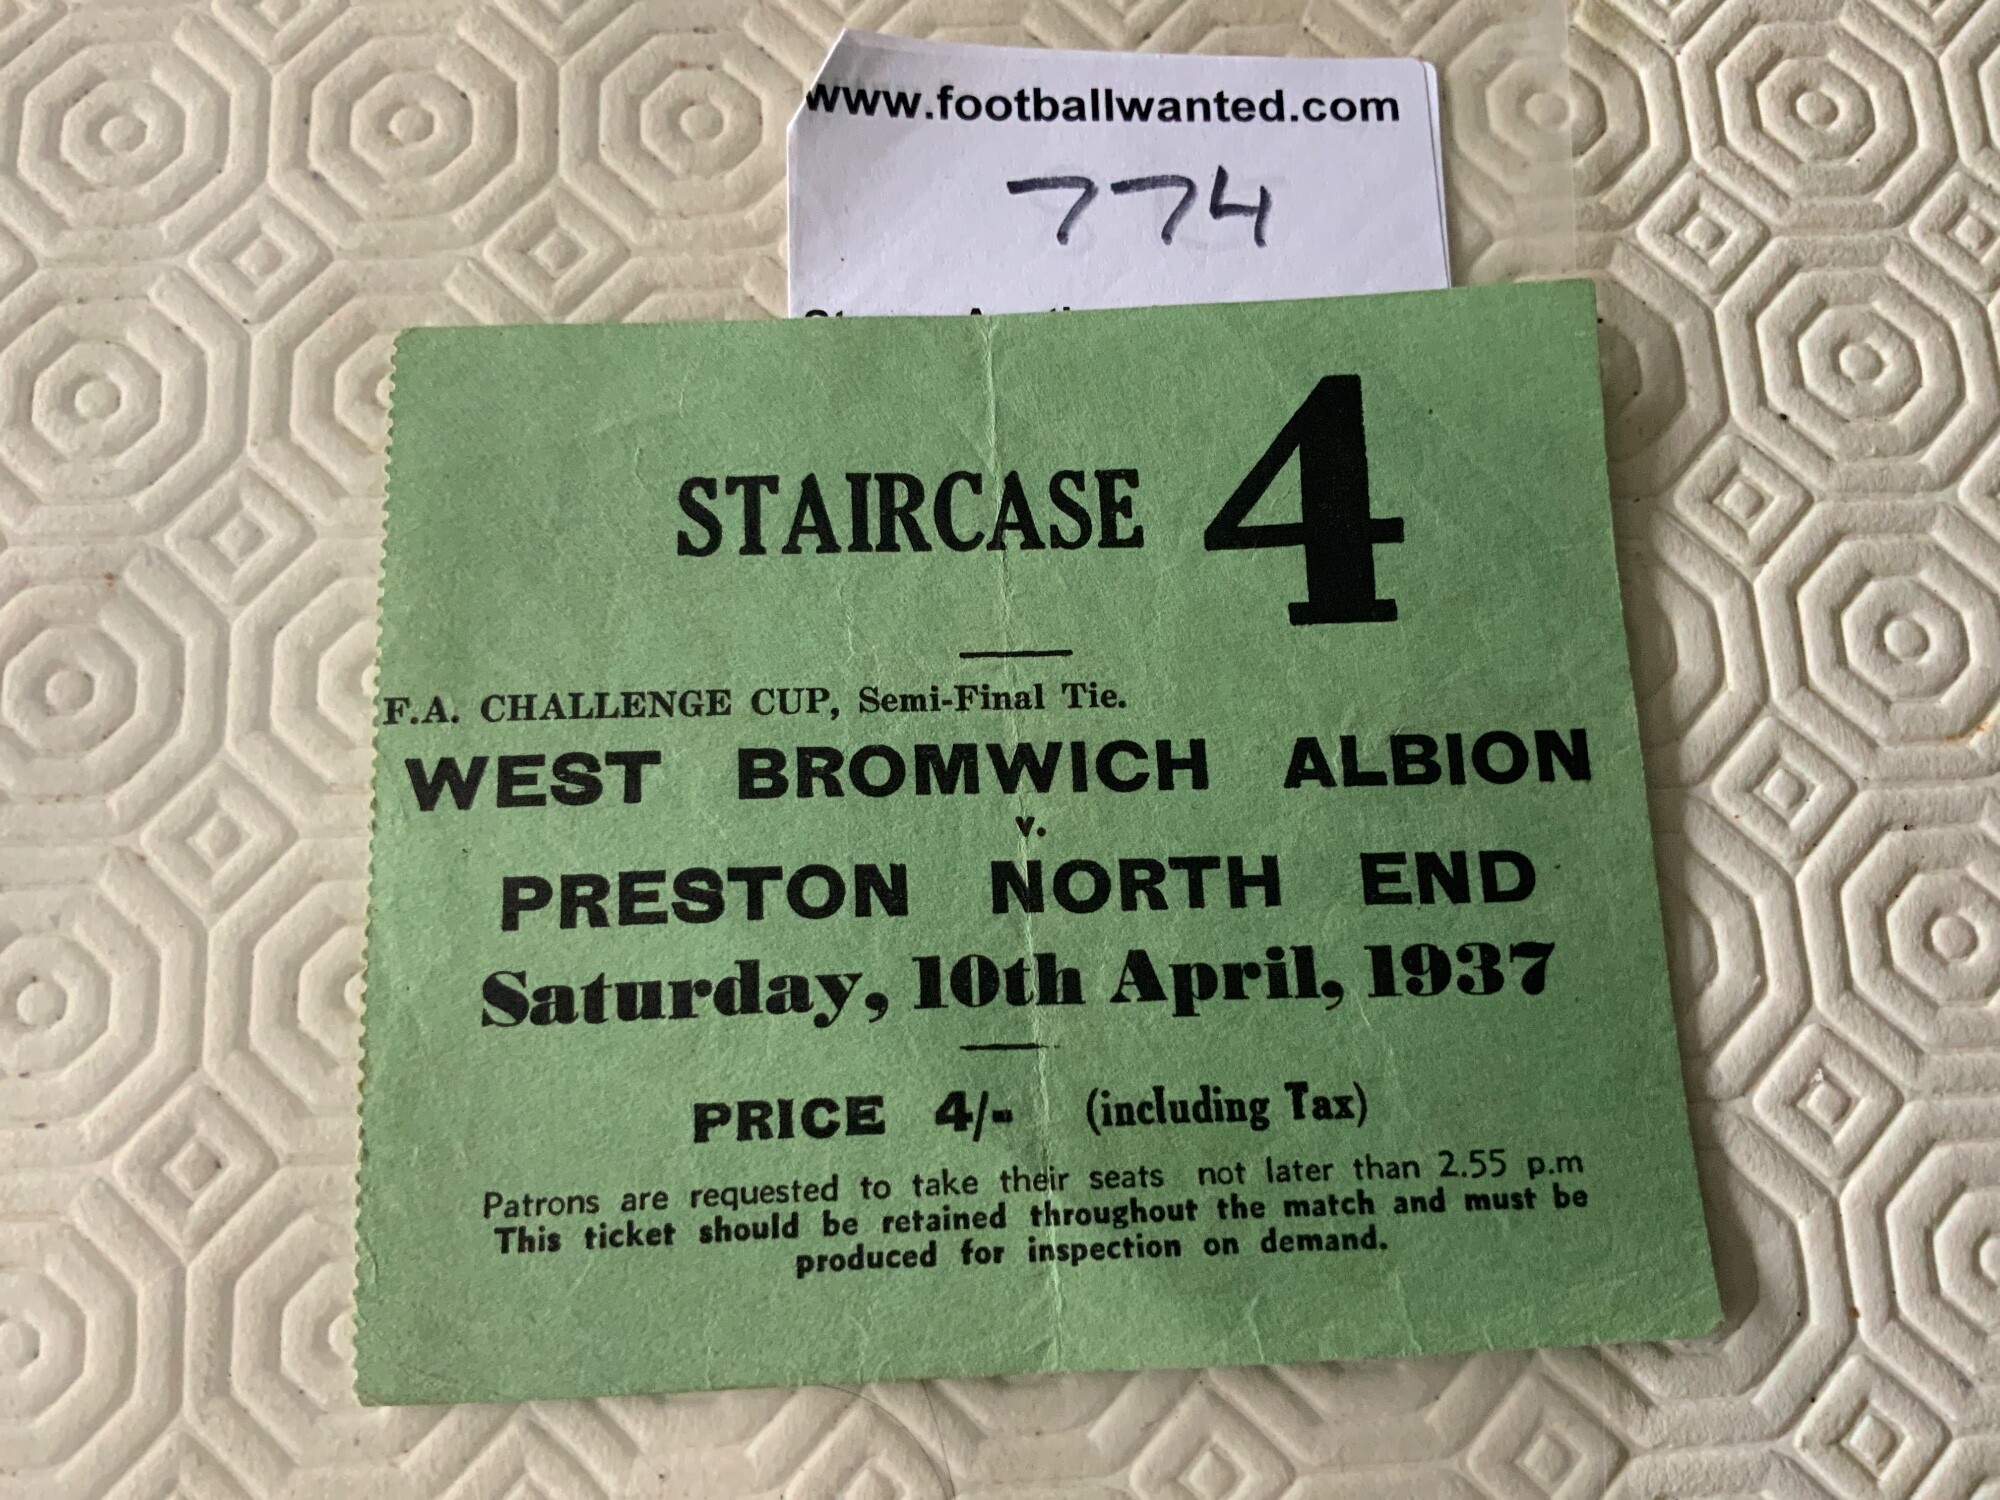 www.footballwanted.com
774
STAIRCASE 4
F.A. CHALLENGE CUP, Semi-Final Tie.
WEST BROMWICH ALBION
v.
PRESTON NORTH END
Saturday, 10th April, 1937
PRICE 4/- (including Tax)
Patrons are requested to take their seats not later than 2.55 p.m
This ticket should be retained throughout the match and must be
produced for inspection on demand.